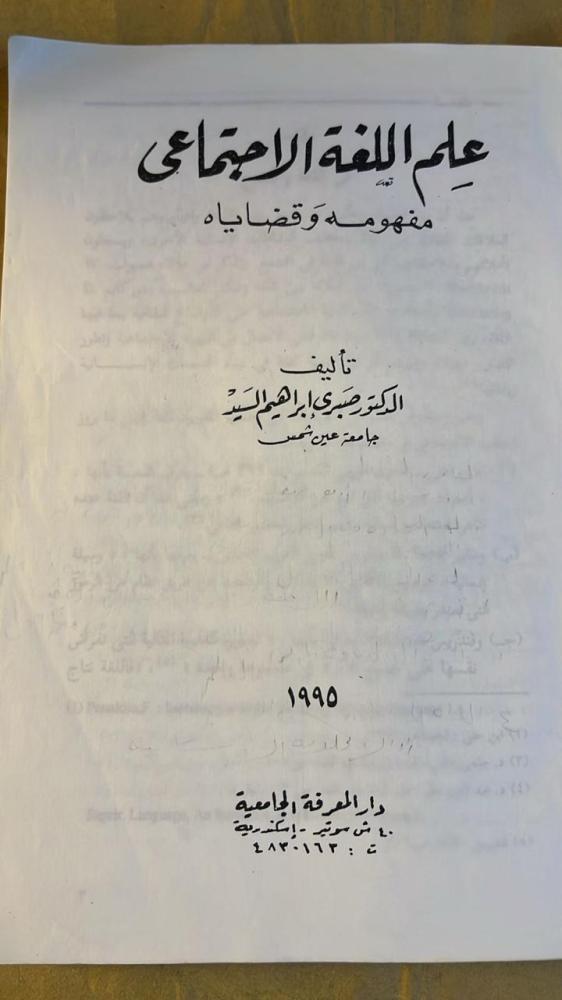 علم اللغة الاجتماعى
مفهومه وقضاياه
تأليف
الدكتور صبرى إبراهيم السيد
جامعة عين شمس
١٩٩٥
دار المعرفة الجامعية
٤٠ ش سوتير - إسكندرية
ت : ٤٨٣٠١٦٣